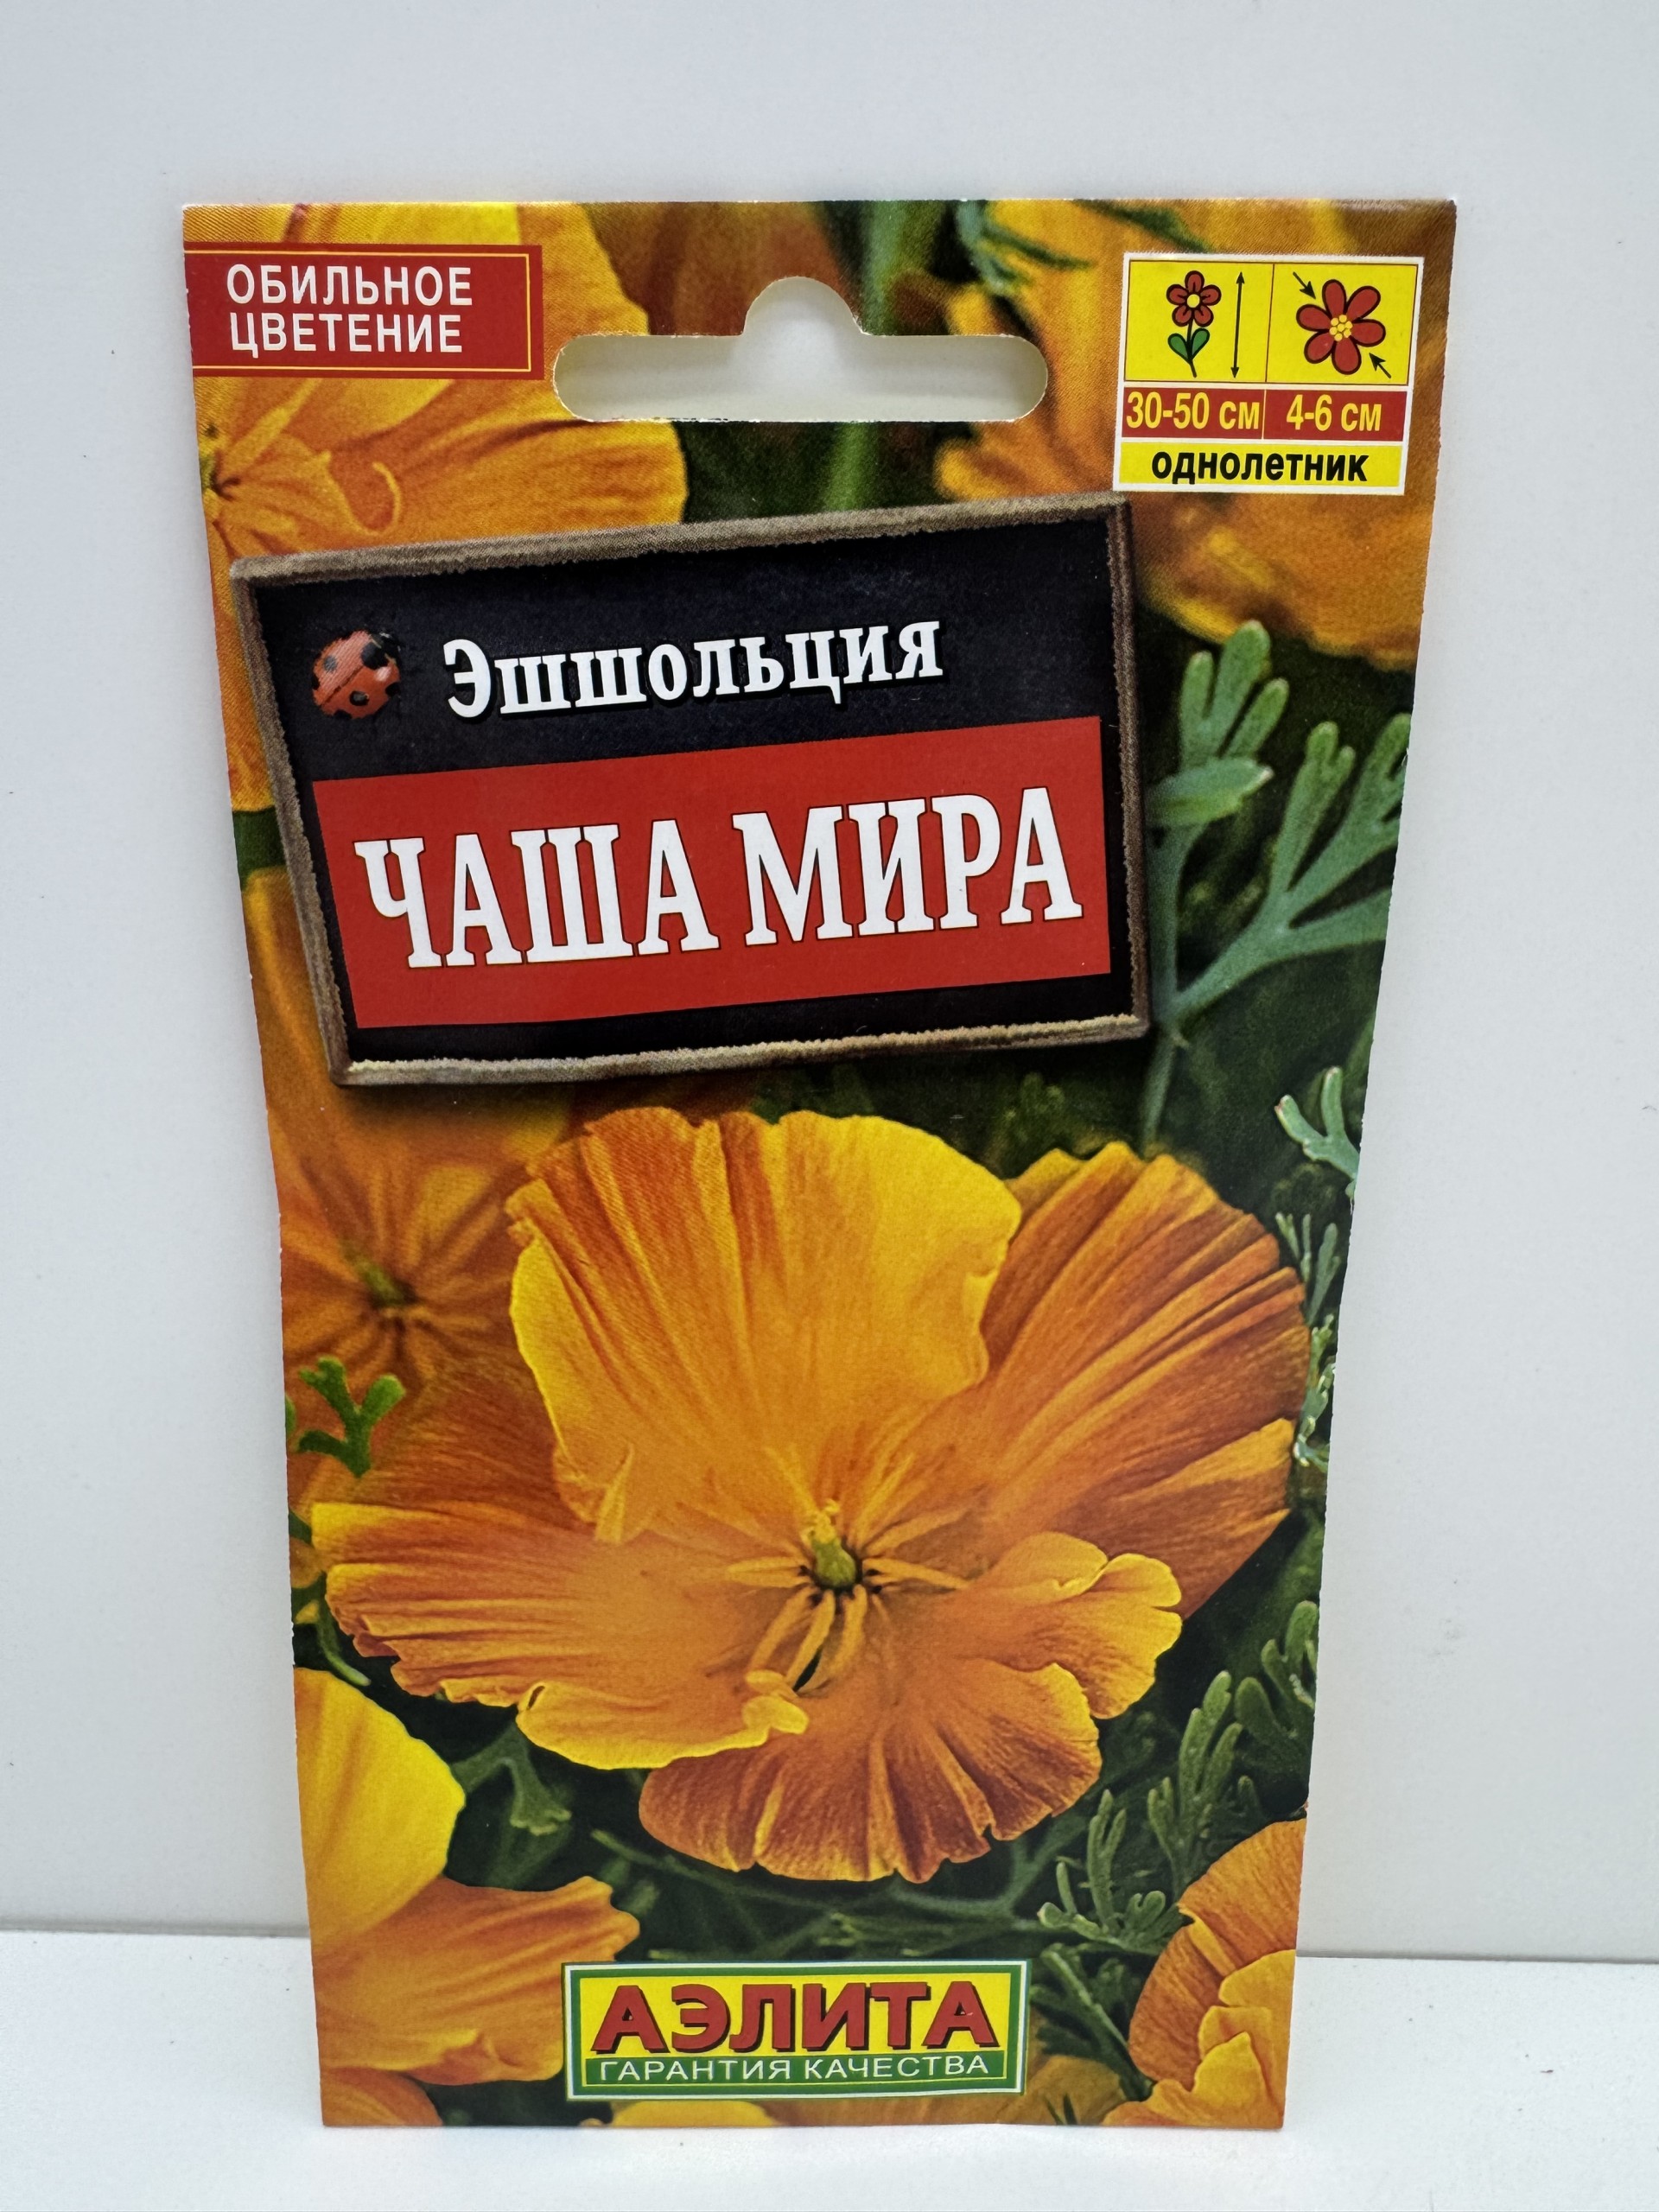 ОБИЛЬНОЕ
ЦВЕТЕНИЕ
30-50 см 4-6 см
однолетник
Эшшольция
ЧАША МИРА
АЭЛИТА
ГАРАНТИЯ КАЧЕСТВА